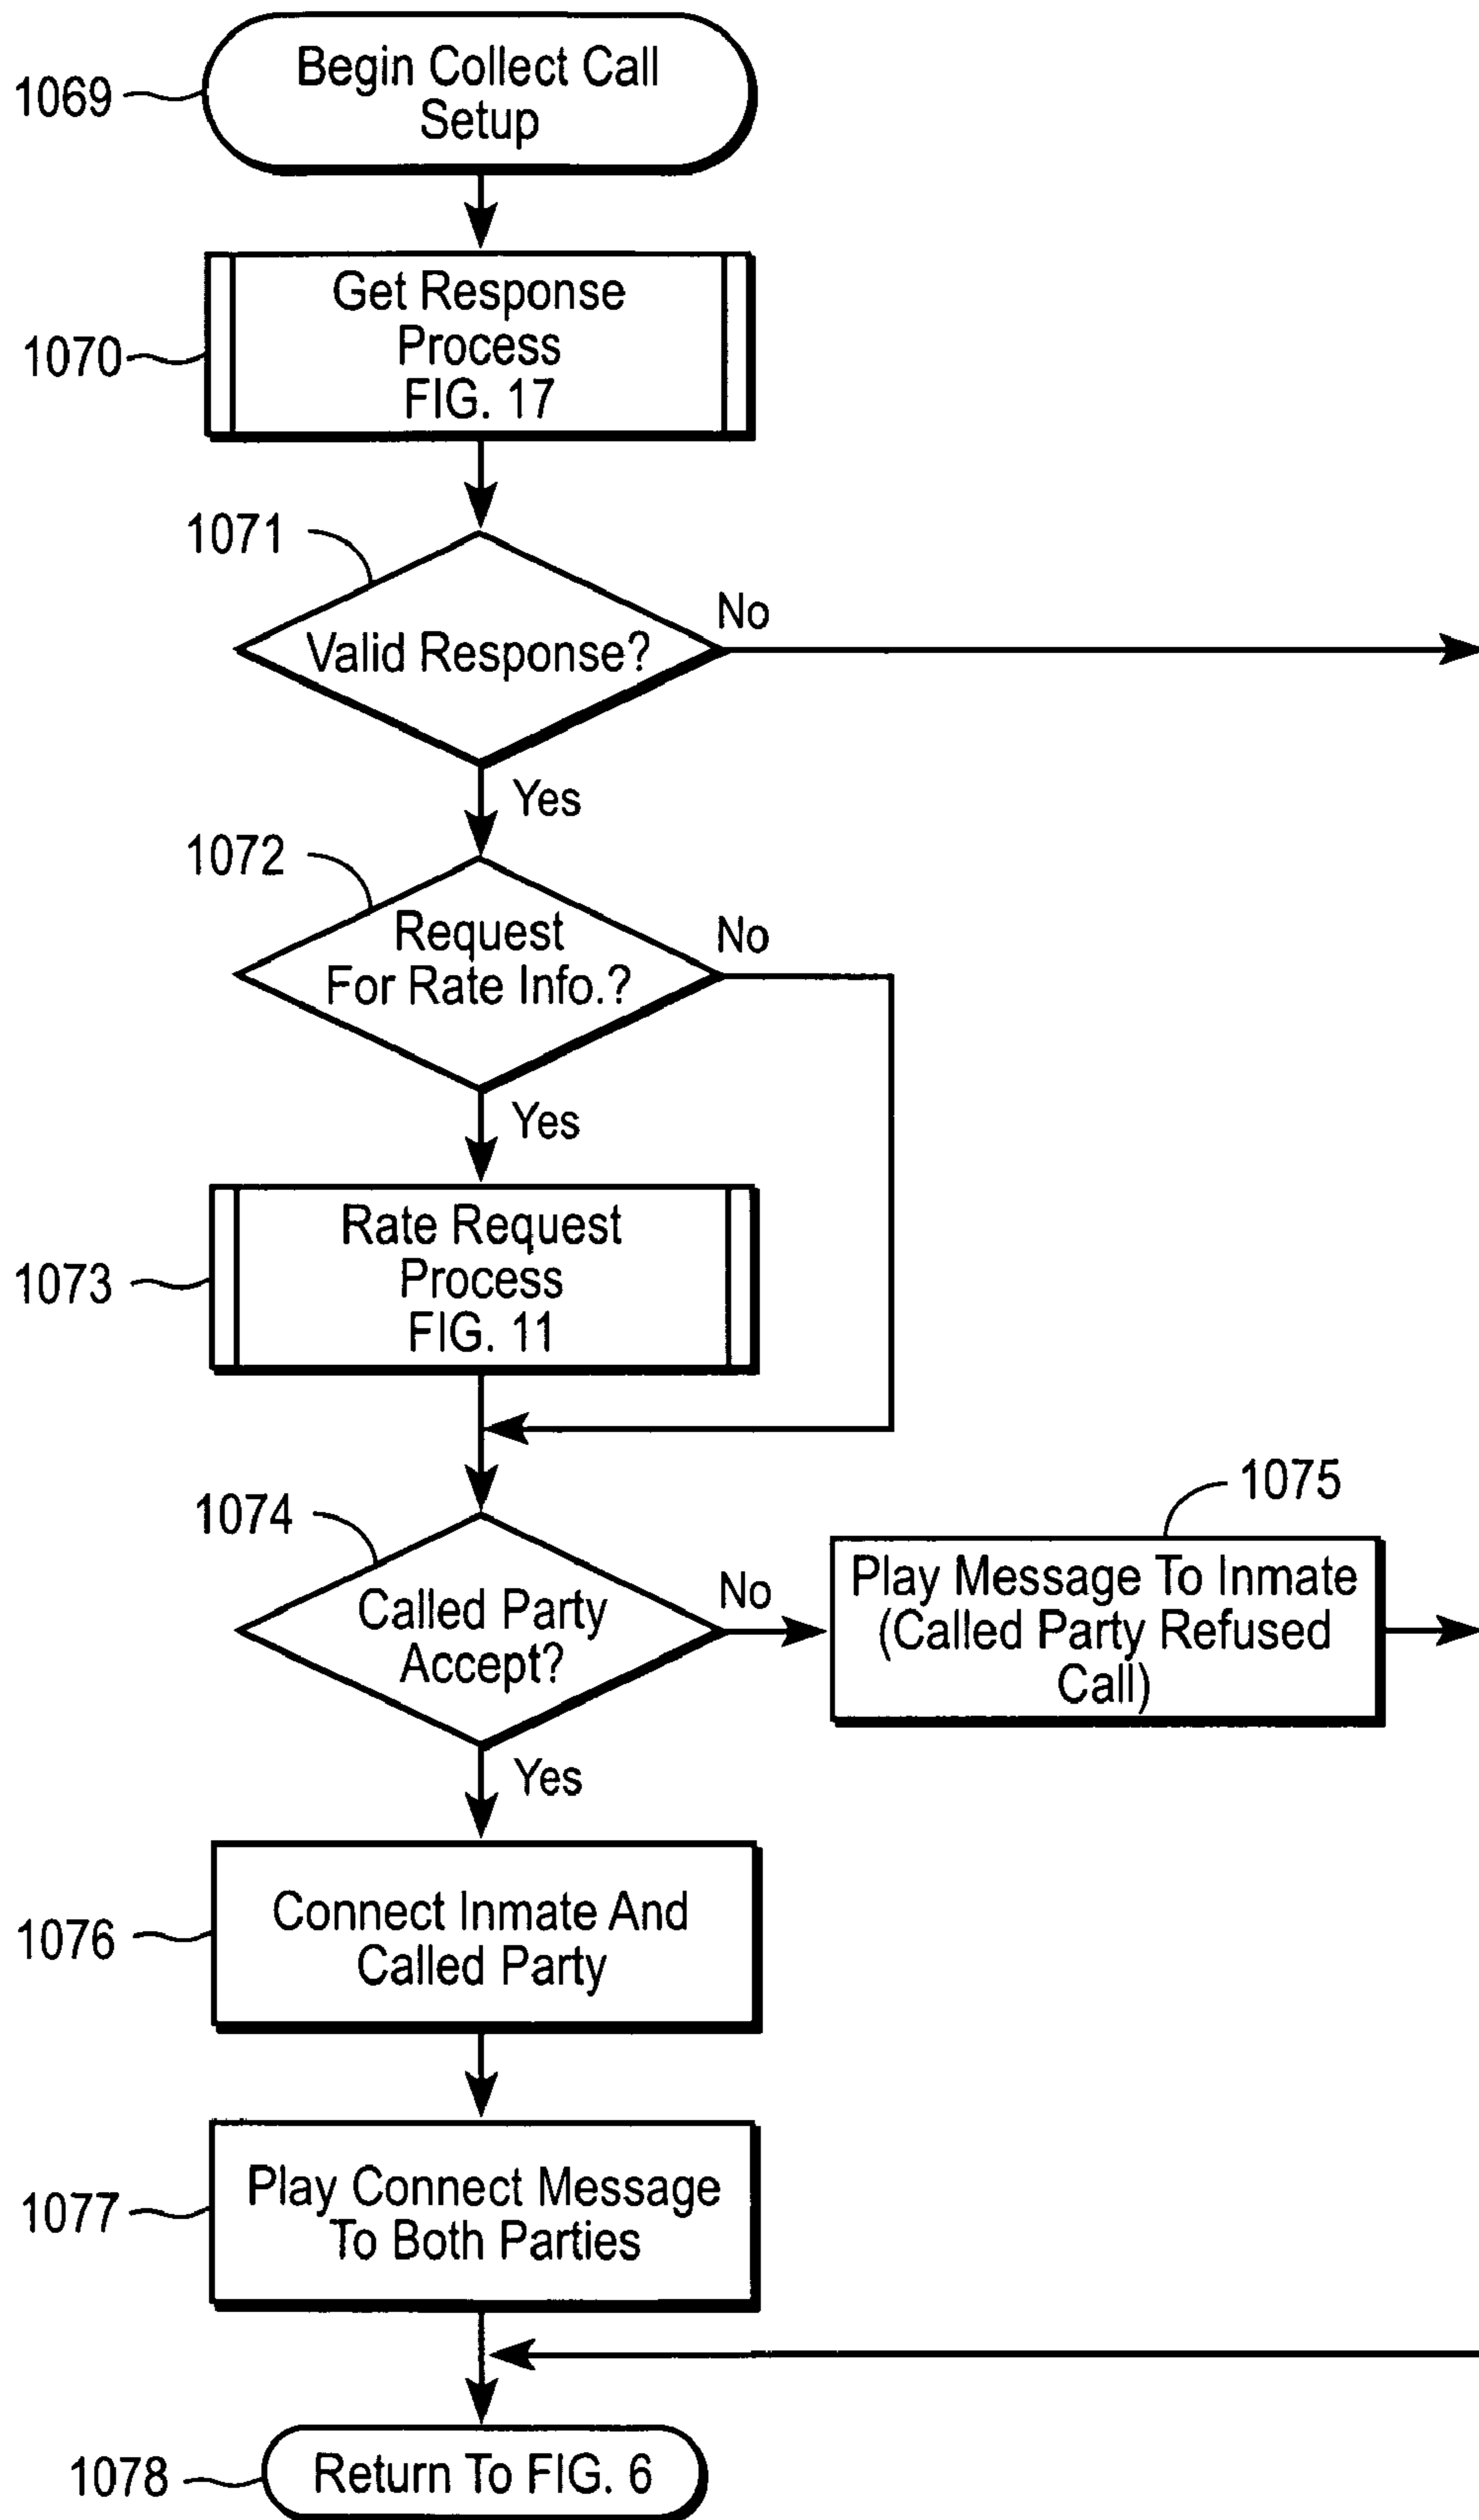 1069
Begin Collect Call
Setup
1070
Get Response
Process
FIG. 17
1071
Valid Response?
No
Yes
1072
Request
For Rate Info.?
No
Yes
1073
Rate Request
Process
FIG. 11
1074
Called Party
Accept?
No
1075
Play Message To Inmate
(Called Party Refused
Call)
Yes
1076
Connect Inmate And
Called Party
1077
Play Connect Message
To Both Parties
1078
Return To FIG. 6